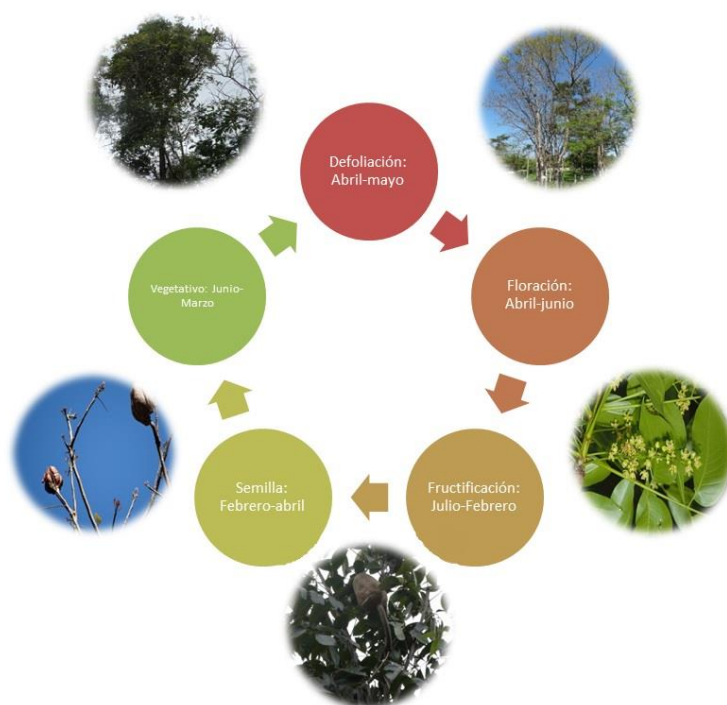 Defoliación:
Abril-mayo
Floración:
Abril-junio
Fructificación:
Julio-Febrero
Semilla:
Febrero-abril
Vegetativo: Junio-
Marzo